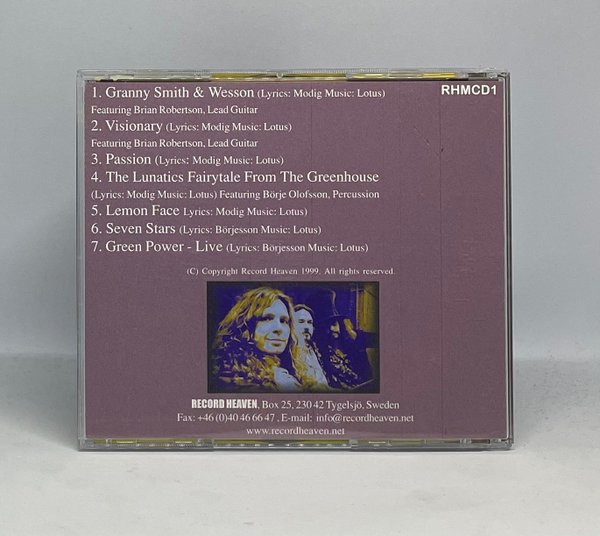 1. Granny Smith & Wesson (Lyrics: Modig Music: Lotus) RHMCD1
Featuring Brian Robertson, Lead Guitar
2. Visionary (Lyrics: Modig Music: Lotus)
Featuring Brian Robertson, Lead Guitar
3. Passion (Lyrics: Modig Music: Lotus)
4. The Lunatics Fairytale From The Greenhouse
(Lyrics: Modig Music: Lotus) Featuring Börje Olofsson, Percussion
5. Lemon Face Lyrics: Modig Music: Lotus)
6. Seven Stars (Lyrics: Börjesson Music: Lotus)
7. Green Power - Live (Lyrics: Börjesson Music: Lotus)
(C) Copyright Record Heaven 1999. All rights reserved.
RECORD HEAVEN, Box 25, 230 42 Tygelsjö, Sweden
Fax: +46 (0)40 46 66 47 , E-mail: info@recordheaven.net
www.recordheaven.net